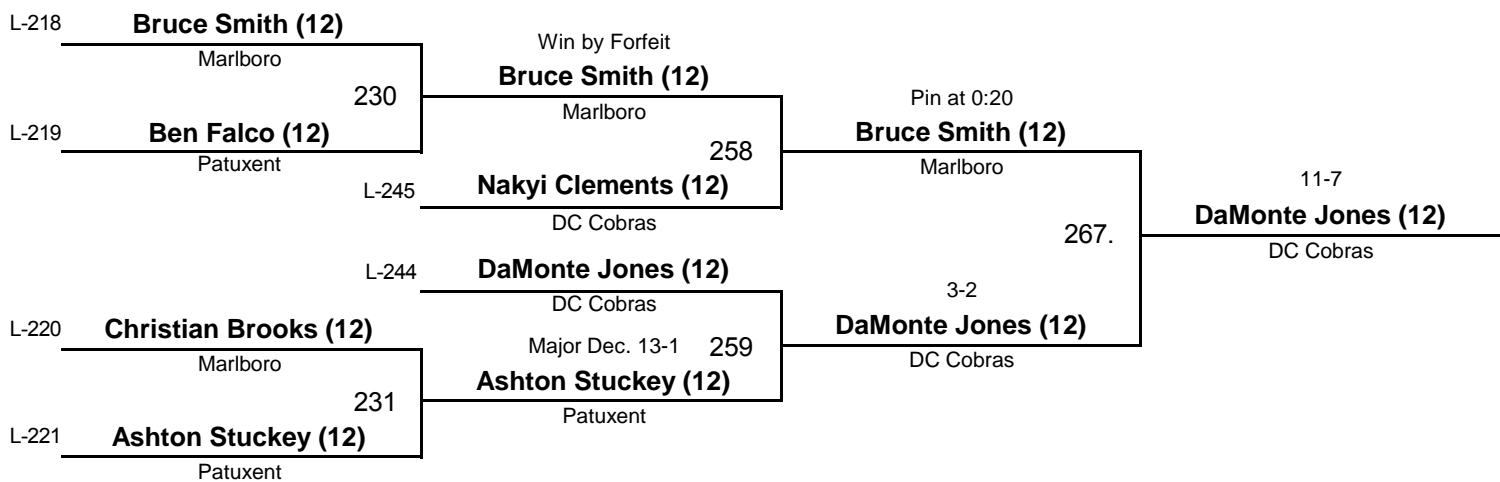 L-218
Bruce Smith (12)
Marlboro
230
L-219
Ben Falco (12)
Patuxent
Win by Forfeit
Bruce Smith (12)
Marlboro
258
L-245
Nakyi Clements (12)
DC Cobras
Pin at 0:20
Bruce Smith (12)
Marlboro
267.
11-7
DaMonte Jones (12)
DC Cobras
L-244
DaMonte Jones (12)
DC Cobras
3-2
DaMonte Jones (12)
DC Cobras
L-220
Christian Brooks (12)
Marlboro
231
Major Dec. 13-1
259
Ashton Stuckey (12)
Patuxent
L-221
Ashton Stuckey (12)
Patuxent